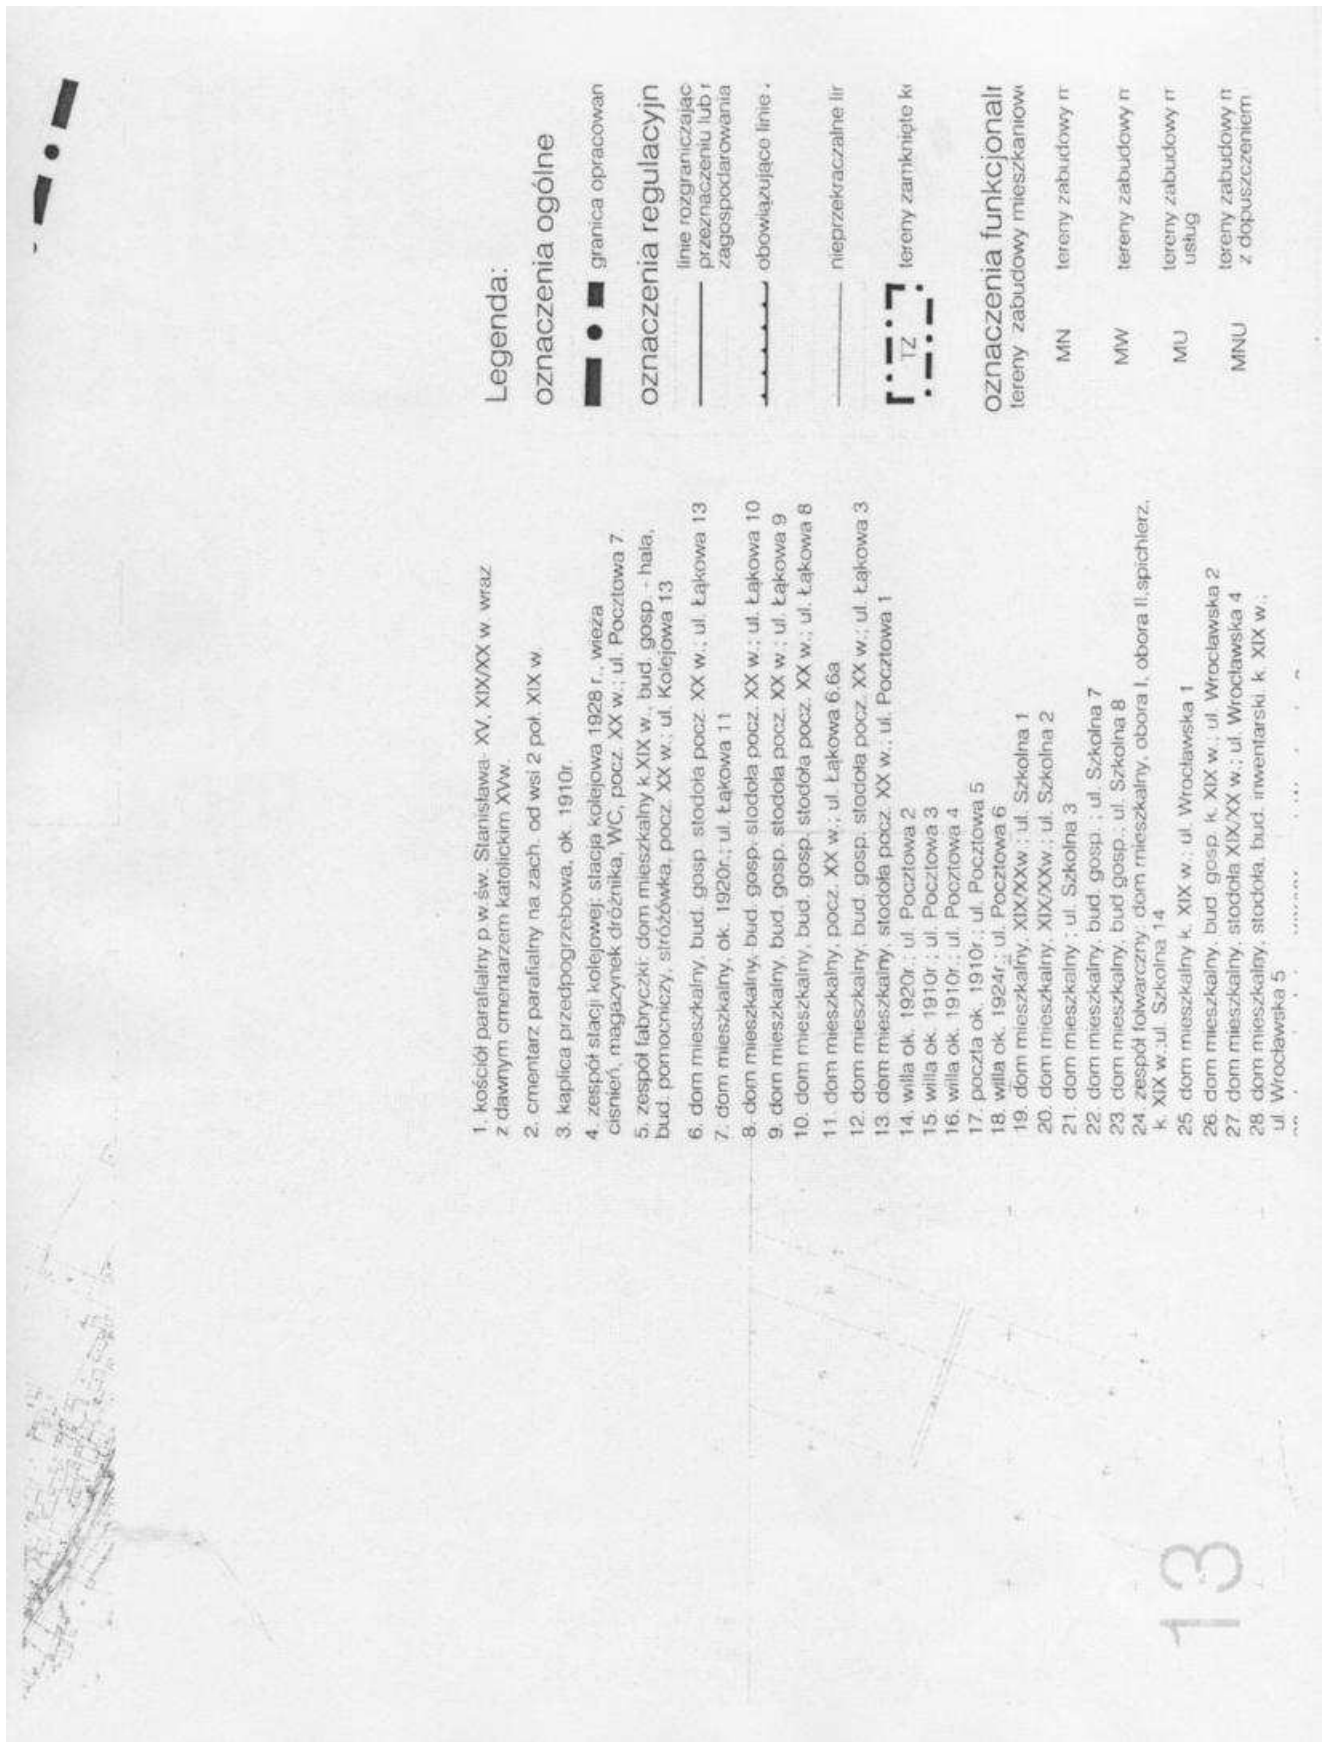 1. kościół parafialny p w św. Stanisława- XV, XIX/XX w. wraz
z dawnym cmentarzem katolickim XVw.
2. cmentarz parafialny na zach. od wsi 2 poł. XIX w.
3. kaplica przedpogrzebowa, ok. 1910r.
4. zespół stacji kolejowej: stacja kolejowa 1928 r., wieża
ciśnień, magazynek dróżnika, WC, pocz. XX w.; ul. Pocztowa 7
5. zespół fabryczki: dom mieszkalny k.XIX w., bud. gosp - hala,
bud. pomocniczy, stróżówka, pocz. XX w.; ul. Kolejowa 13
6. dom mieszkalny, bud. gosp. stodoła pocz. XX w., ul. Łąkowa 13
7. dom mieszkalny, ok. 1920r.; ul. Łąkowa 11
8. dom mieszkalny, bud. gosp. stodoła pocz. XX w.; ul. Łąkowa 10
9. dom mieszkalny, bud. gosp. stodoła pocz. XX w.; ul. Łąkowa 9
10. dom mieszkalny, bud. gosp. stodoła pocz. XX w.; ul. Łąkowa 8
11. dom mieszkalny, pocz. XX w.; ul. Łąkowa 6.6a
12. dom mieszkalny, bud. gosp. stodoła pocz. XX w.; ul. Łąkowa 3
13. dom mieszkalny, stodoła pocz. XX w.; ul. Pocztowa 1
14. willa ok. 1920r.; ul. Pocztowa 2
15. willa ok. 1910r.; ul. Pocztowa 3
16. willa ok. 1910r.; ul. Pocztowa 4
17. poczta ok. 1910r.; ul. Pocztowa 5
18. willa ok. 1924r.; ul. Pocztowa 6
19. dom mieszkalny, XIX/XXw.; ul. Szkolna 1
20. dom mieszkalny, XIX/XXw.; ul. Szkolna 2
21. dom mieszkalny ; ul. Szkolna 3
22. dom mieszkalny, bud. gosp. ; ul. Szkolna 7
23 dom mieszkalny, bud gosp.; ul. Szkolna 8
24 zespół folwarczny: dom mieszkalny, obora I, obora II,spichlerz,
k. XIX w.;ul. Szkolna 14
25 dom mieszkalny k. XIX w.; ul. Wrocławska 1
26. dom mieszkalny, bud gosp. k. XIX w.; ul. Wrocławska 2
27 dom mieszkalny, stodoła XIX/XX w.; ul. Wrocławska 4
28 dom mieszkalny, stodoła, bud. inwentarski. k. XIX w.;
ul Wrocławska 5
Legenda:
oznaczenia ogólne
granica opracowan
oznaczenia regulacyjn
linie rozgraniczając
przeznaczeniu lub
zagospodarowania
obowiązujące linie
nieprzekraczalne
TZ tereny zamknięte
oznaczenia funkcjonaln
tereny zabudowy mieszkaniow
MN tereny zabudowy
MW tereny zabudowy
MU tereny zabudowy
usług
MNU tereny zabudowy
z dopuszczeniem
13